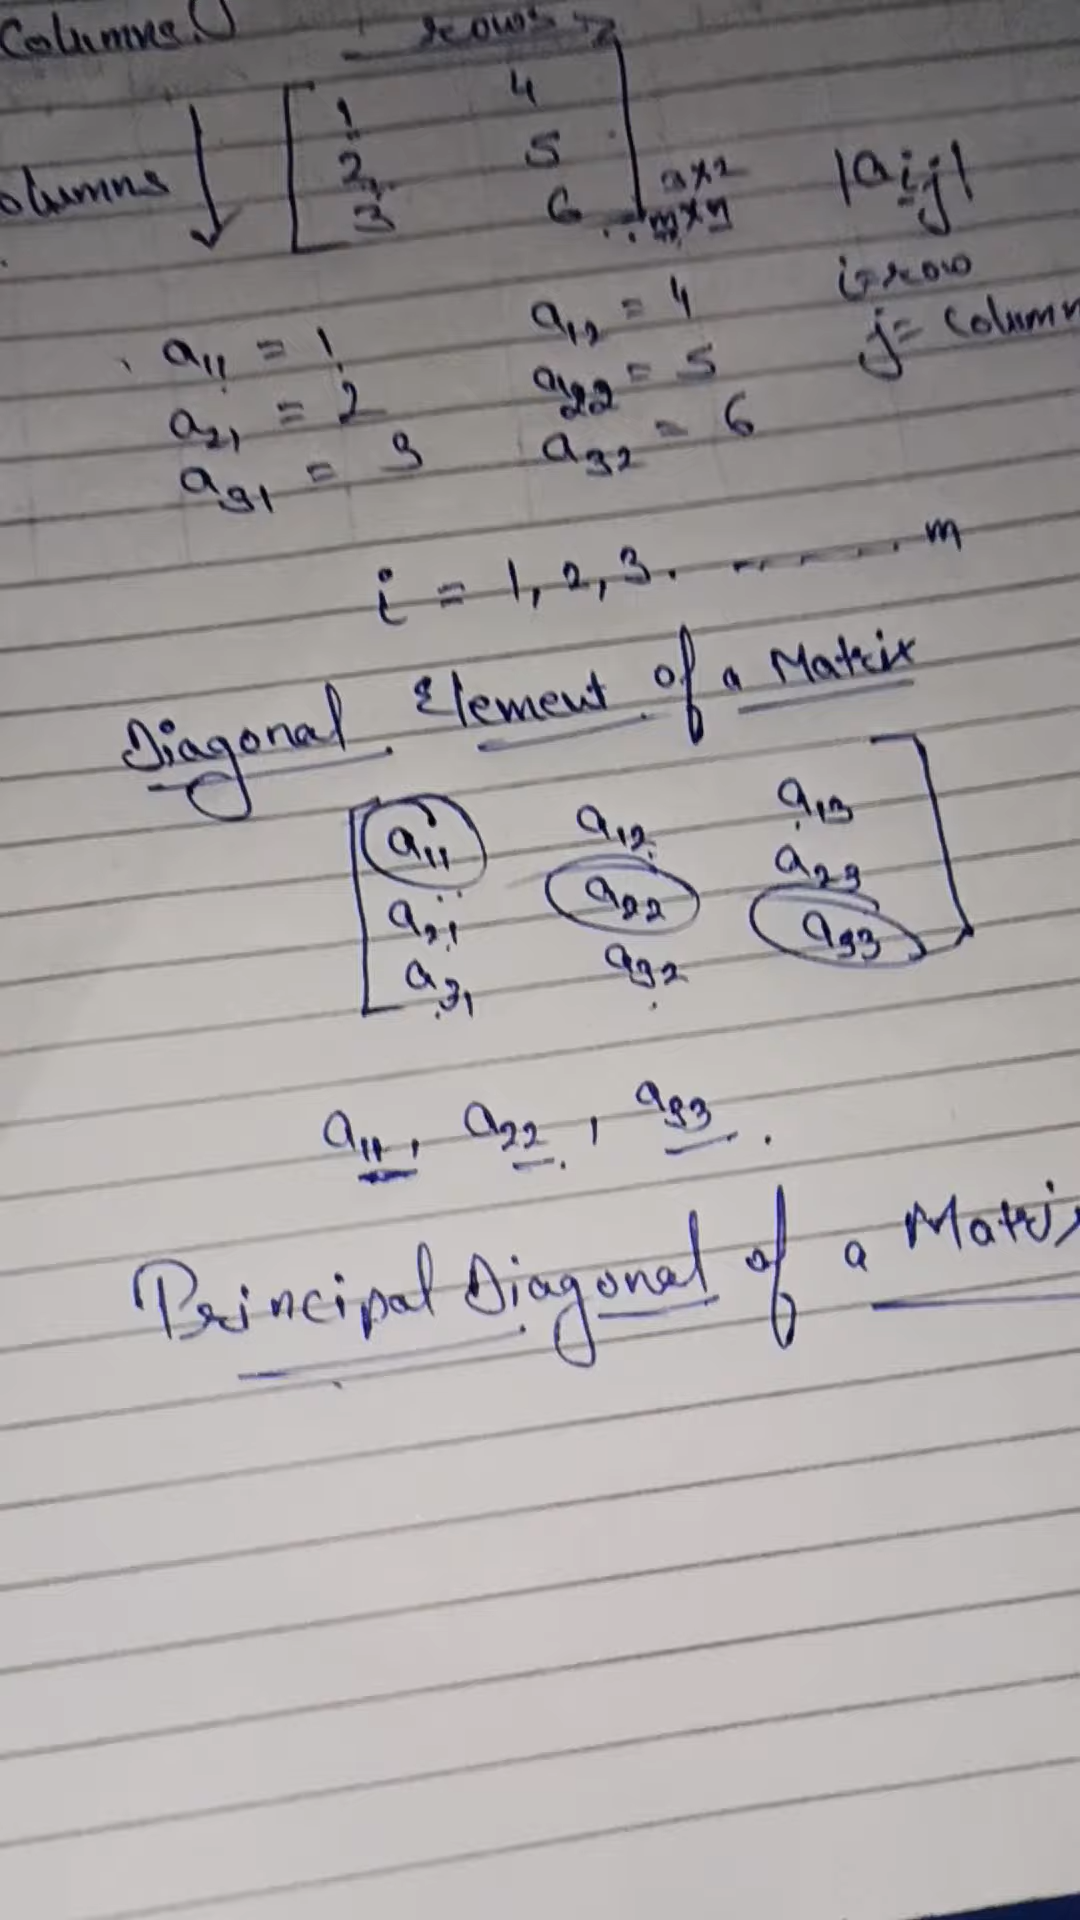 Columns.
rows
1 4
2 5
columns 3 6 3×2 |aij|
m×n
i=row
a11 = 1 a12 = 4 j= Column
a21 = 2 a22 = 5
a31 = 3 a32 = 6
i = 1, 2, 3. ...... m
Diagonal Element of a Matrix
a11 a12 a13
a21 a22 a23
a31 a32 a33
a11, a22, a33.
Principal Diagonal of a Matrix